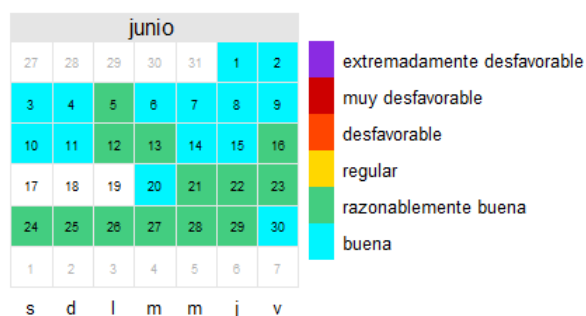 junio
27 28 29 30 31 1 2
3 4 5 6 7 8 9
10 11 12 13 14 15 16
17 18 19 20 21 22 23
24 25 26 27 28 29 30
1 2 3 4 5 6 7
s d l m m j v
extremadamente desfavorable
muy desfavorable
desfavorable
regular
razonablemente buena
buena